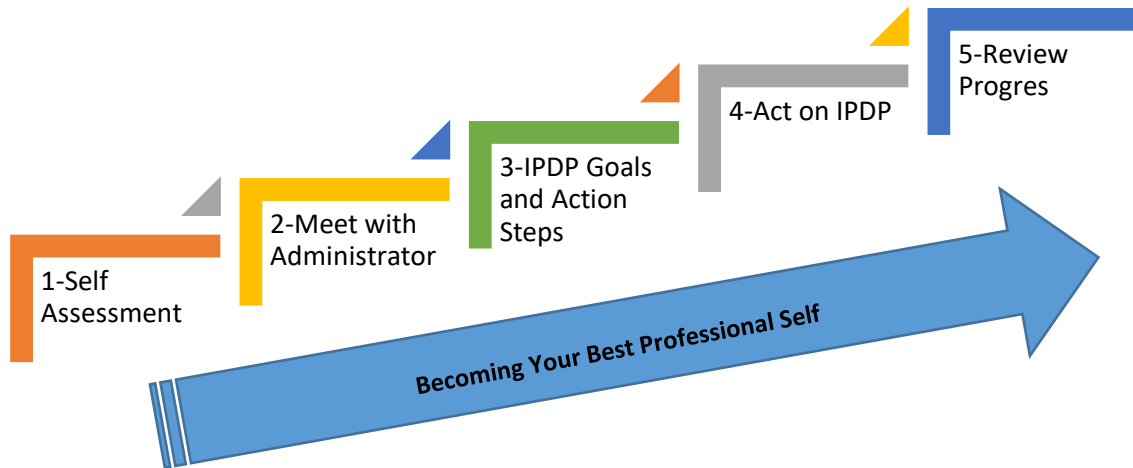 1-Self
Assessment
2-Meet with
Administrator
3-IPDP Goals
and Action
Steps
4-Act on IPDP
5-Review
Progres
Becoming Your Best Professional Self